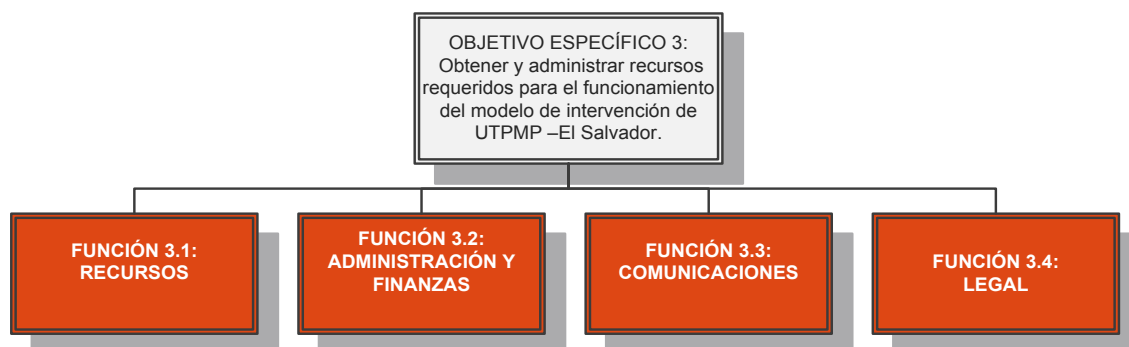 OBJETIVO ESPECÍFICO 3:
Obtener y administrar recursos
requeridos para el funcionamiento
del modelo de intervención de
UTPMP –El Salvador.
FUNCIÓN 3.1:
RECURSOS
FUNCIÓN 3.2:
ADMINISTRACIÓN Y
FINANZAS
FUNCIÓN 3.3:
COMUNICACIONES
FUNCIÓN 3.4:
LEGAL